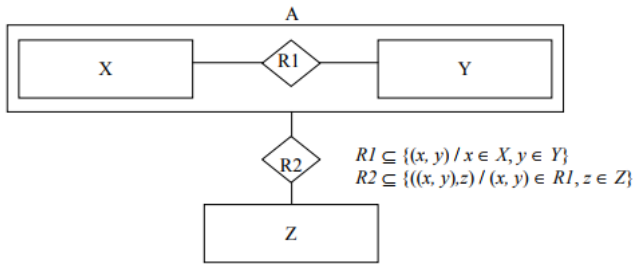 A
X
R1
Y
R2
R1 ⊆ {(x, y) / x ∈ X, y ∈ Y}
R2 ⊆ {((x, y),z) / (x, y) ∈ R1, z ∈ Z}
Z